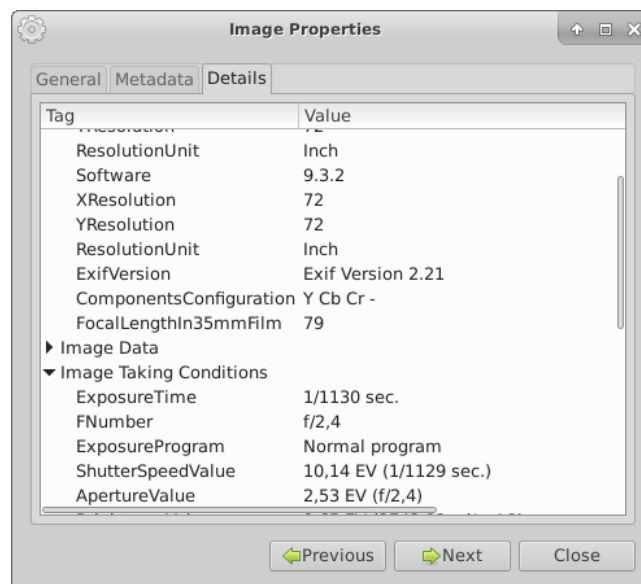 Image Properties
General Metadata Details
Tag Value
ResolutionUnit Inch
Software 9.3.2
XResolution 72
YResolution 72
ResolutionUnit Inch
ExifVersion Exif Version 2.21
ComponentsConfiguration Y Cb Cr -
FocalLengthIn35mmFilm 79
Image Data
Image Taking Conditions
ExposureTime 1/1130 sec.
FNumber f/2,4
ExposureProgram Normal program
ShutterSpeedValue 10,14 EV (1/1129 sec.)
ApertureValue 2,53 EV (f/2,4)
Previous Next Close